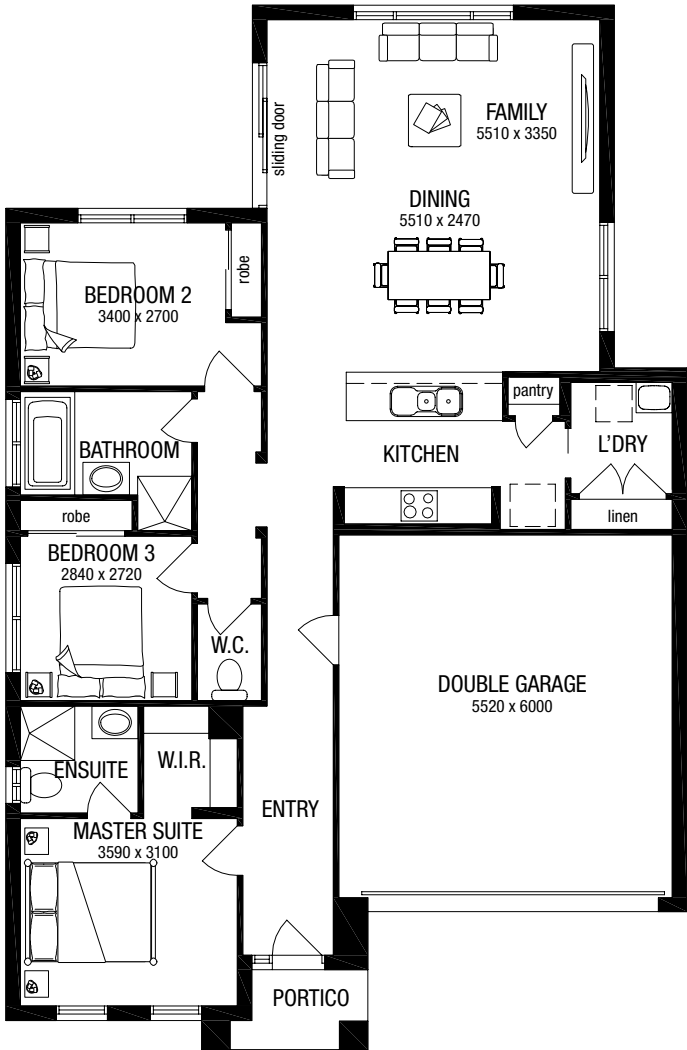 FAMILY
5510 x 3350
sliding door
DINING
5510 x 2470
robe
BEDROOM 2
3400 x 2700
pantry
BATHROOM
KITCHEN
L'DRY
robe
linen
BEDROOM 3
2840 x 2720
W.C.
DOUBLE GARAGE
5520 x 6000
W.I.R.
ENSUITE
ENTRY
MASTER SUITE
3590 x 3100
PORTICO